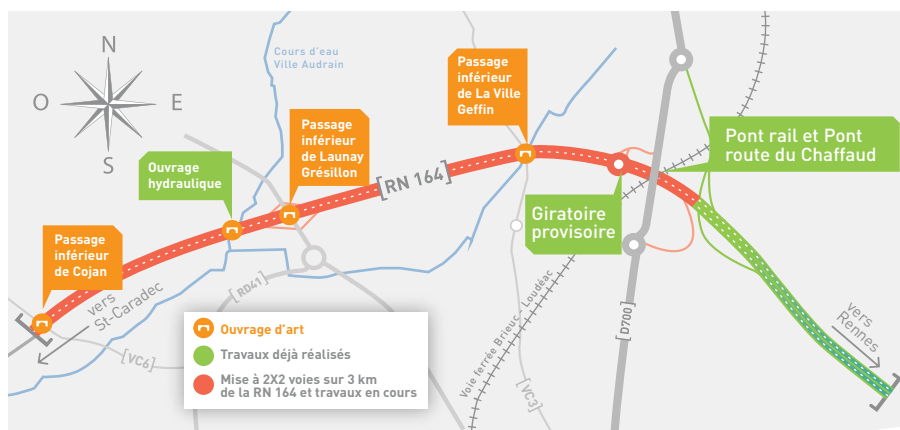 N
O
E
S
Cours d'eau
Ville Audrain
Passage
inférieur
de La Ville
Geffin
Passage
inférieur
de Launay
Grésillon
Ouvrage
hydraulique
Pont rail et Pont
route du Chaffaud
[RN 164]
Giratoire
provisoire
Passage
inférieur
de Cojan
vers
St-Caradec
[RD41]
[VC6]
Voie ferrée Brieuc - Loudéac
[VC3]
[D700]
vers
Rennes
Ouvrage d'art
Travaux déjà réalisés
Mise à 2X2 voies sur 3 km
de la RN 164 et travaux en cours